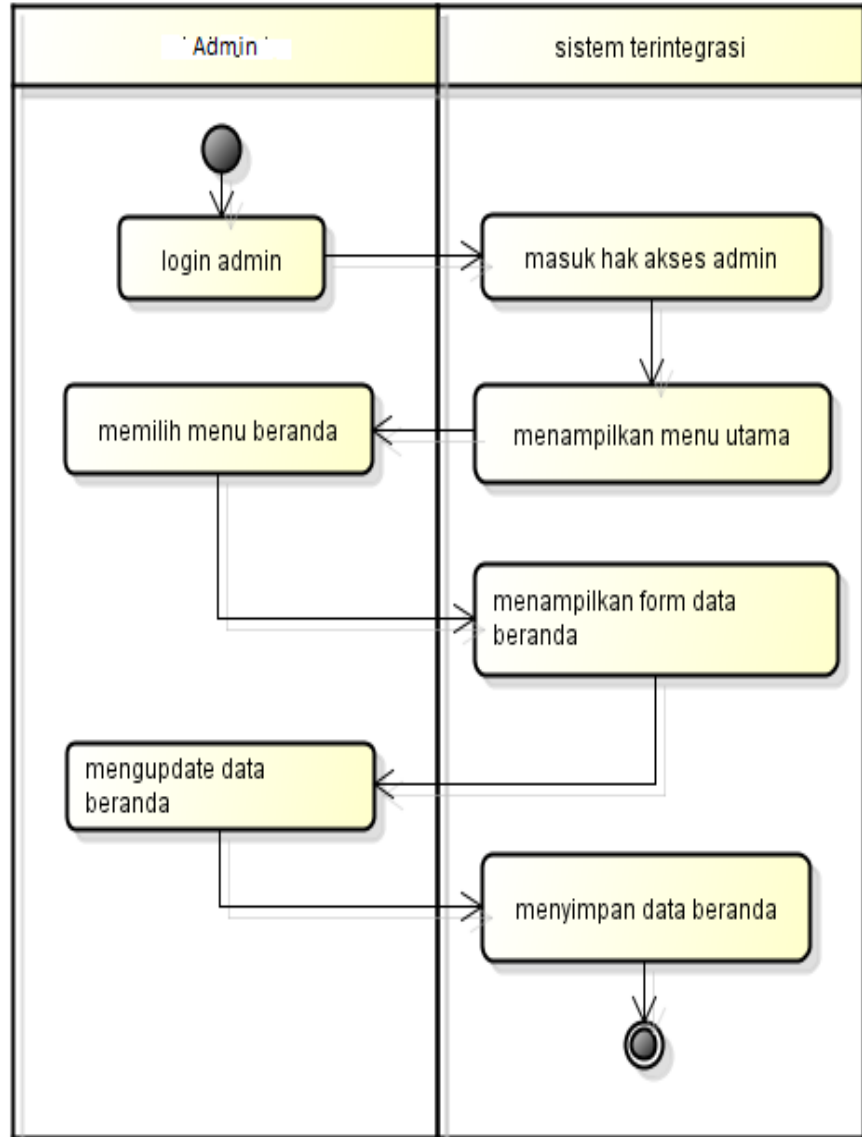 Admin
sistem terintegrasi
login admin
masuk hak akses admin
memilih menu beranda
menampilkan menu utama
menampilkan form data
beranda
mengupdate data
beranda
menyimpan data beranda